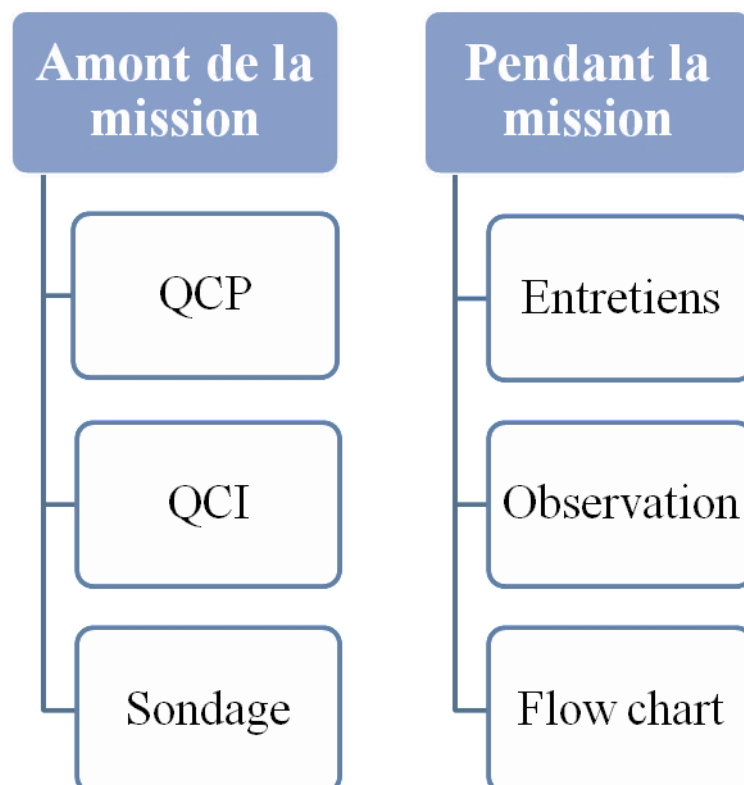 Amont de la
mission
QCP
QCI
Sondage
Pendant la
mission
Entretiens
Observation
Flow chart